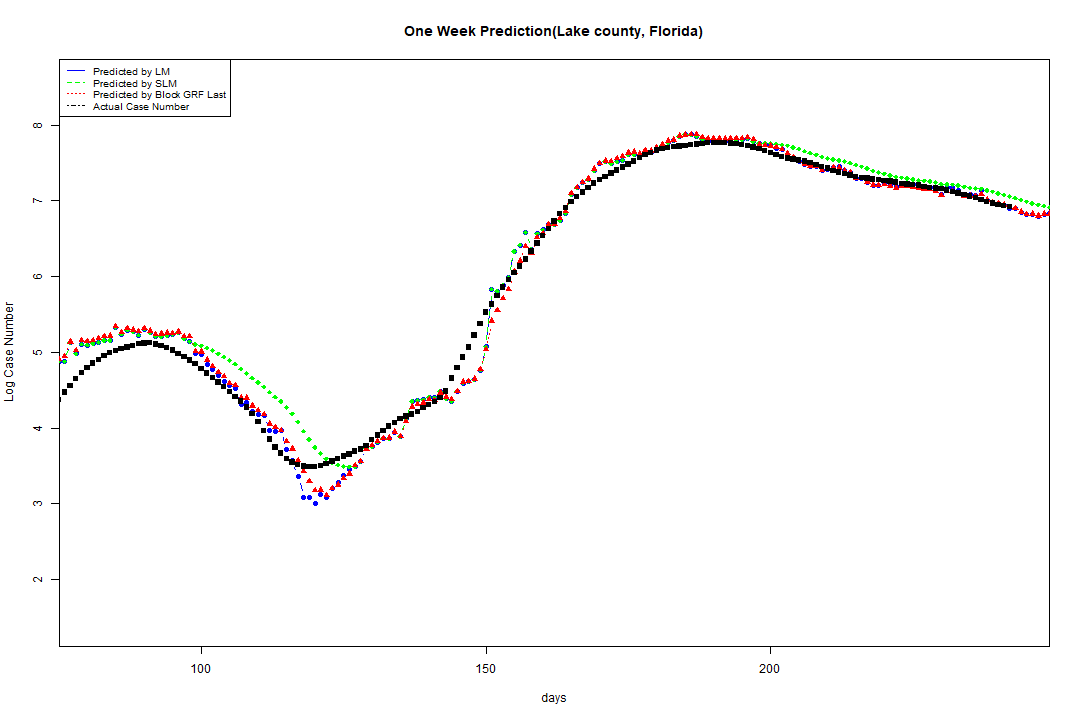 One Week Prediction(Lake county, Florida)
Predicted by LM
Predicted by SLM
Predicted by Block GRF Last
Actual Case Number
8
7
6
5
4
3
2
Log Case Number
100 150 200
days